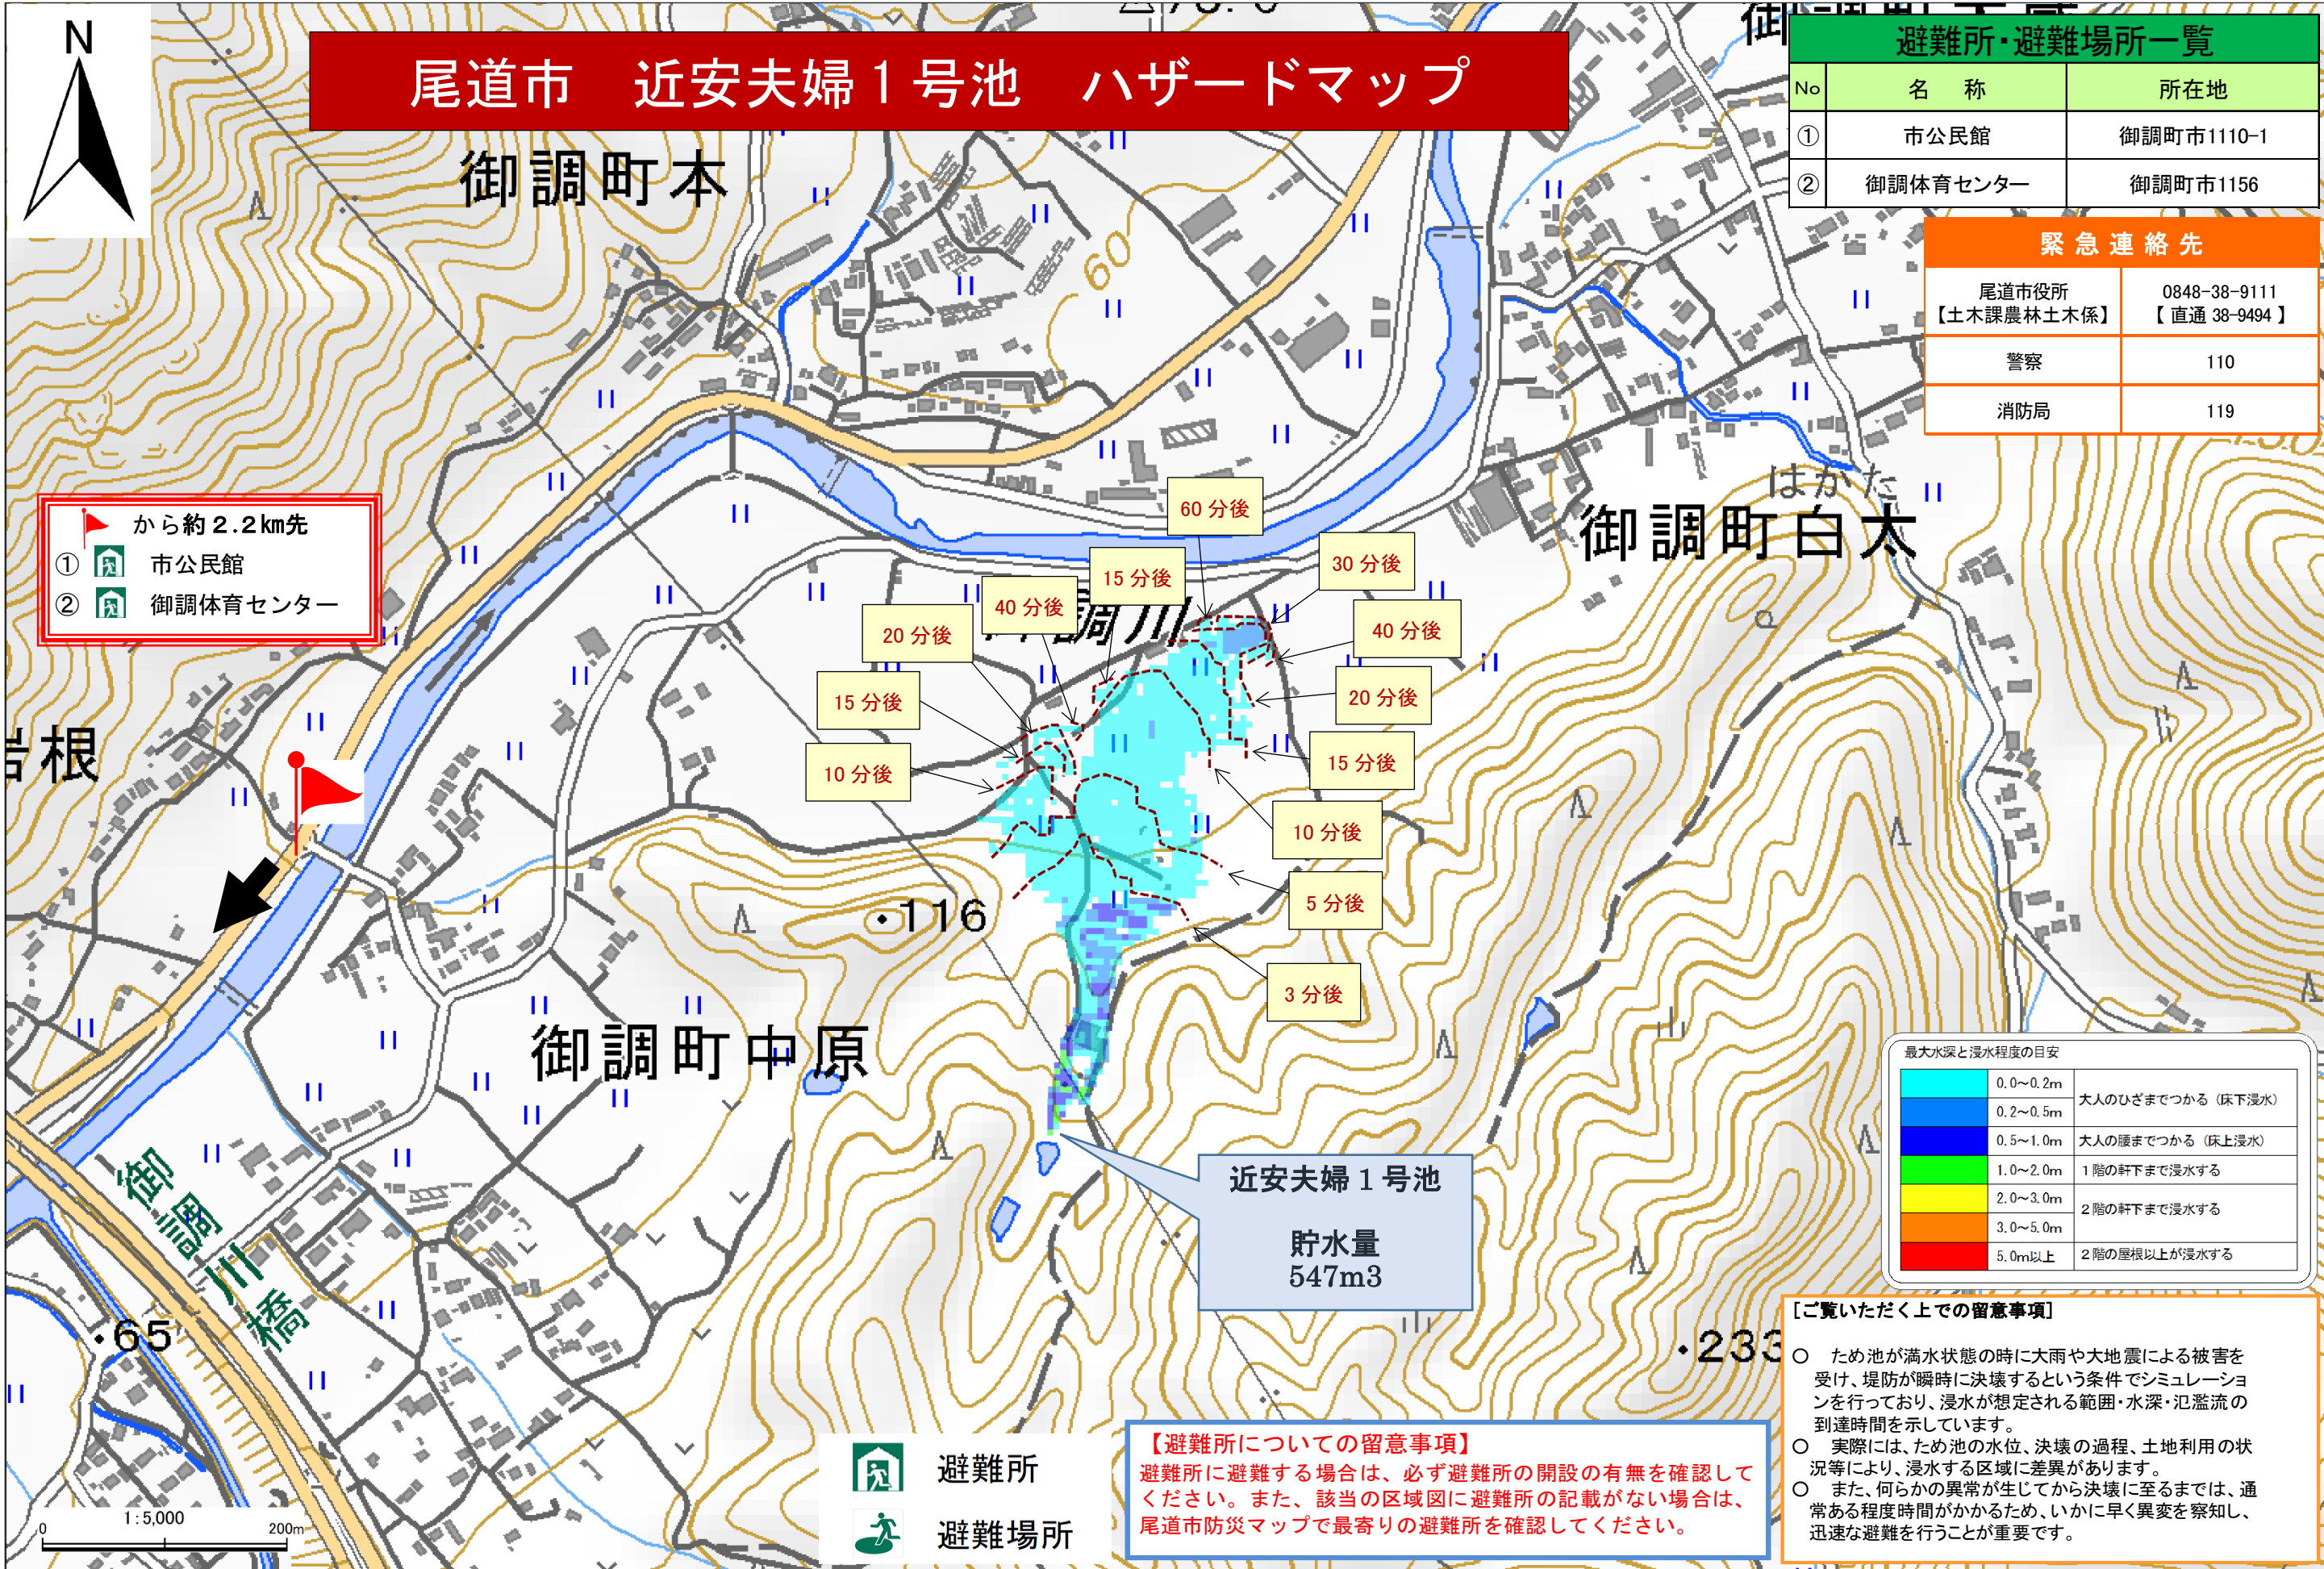 N
尾道市　近安夫婦１号池　ハザードマップ
避難所・避難場所一覧
No 名　称 所在地
① 市公民館 御調町市1110-1
② 御調体育センター 御調町市1156
緊急連絡先
尾道市役所
【土木課農林土木係】
0848-38-9111
【 直通 38-9494 】
警察 110
消防局 119
御調町本
60
はかた
御調町白太
から約２.２km先
① 市公民館
② 御調体育センター
60 分後
15 分後
30 分後
40 分後
20 分後
40 分後
15 分後
20 分後
10 分後
15 分後
10 分後
5 分後
3 分後
調川
岩根
・116
御調町中原
御調川橋
・65
・233
近安夫婦１号池
貯水量
547m3
最大水深と浸水程度の目安
0.0～0.2m
大人のひざまでつかる（床下浸水）
0.2～0.5m
0.5～1.0m 大人の腰までつかる（床上浸水）
1.0～2.0m １階の軒下まで浸水する
2.0～3.0m
２階の軒下まで浸水する
3.0～5.0m
5.0m以上 ２階の屋根以上が浸水する
[ご覧いただく上での留意事項]
○　ため池が満水状態の時に大雨や大地震による被害を
受け、堤防が瞬時に決壊するという条件でシミュレーショ
ンを行っており、浸水が想定される範囲・水深・氾濫流の
到達時間を示しています。
○　実際には、ため池の水位、決壊の過程、土地利用の状
況等により、浸水する区域に差異があります。
○　また、何らかの異常が生じてから決壊に至るまでは、通
常ある程度時間がかかるため、いかに早く異変を察知し、
迅速な避難を行うことが重要です。
【避難所についての留意事項】
避難所に避難する場合は、必ず避難所の開設の有無を確認して
ください。また、該当の区域図に避難所の記載がない場合は、
尾道市防災マップで最寄りの避難所を確認してください。
避難所
避難場所
1:5,000
0 200m